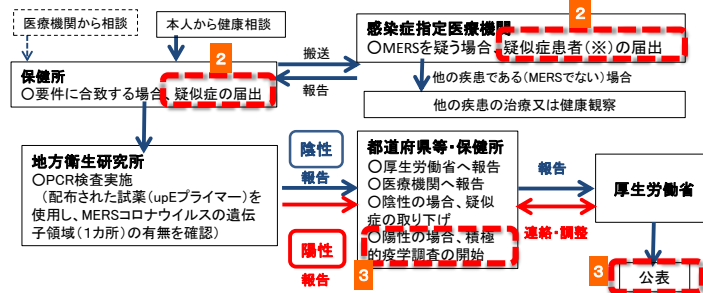 医療機関から相談
本人から健康相談
2
感染症指定医療機関
○MERSを疑う場合、疑似症患者(※)の届出
搬送
報告
2
保健所
○要件に合致する場合、疑似症の届出
他の疾患である(MERSでない)場合
他の疾患の治療又は健康観察
地方衛生研究所
○PCR検査実施
(配布された試薬(upEプライマー)を
使用し、MERSコロナウイルスの遺伝
子領域(1カ所)の有無を確認)
陰性
報告
陽性
報告
都道府県等・保健所
○厚生労働省へ報告
○医療機関へ報告
○陰性の場合、疑似
症の取り下げ
○陽性の場合、積極
的疫学調査の開始
3
報告
連絡・調整
厚生労働省
3
公表